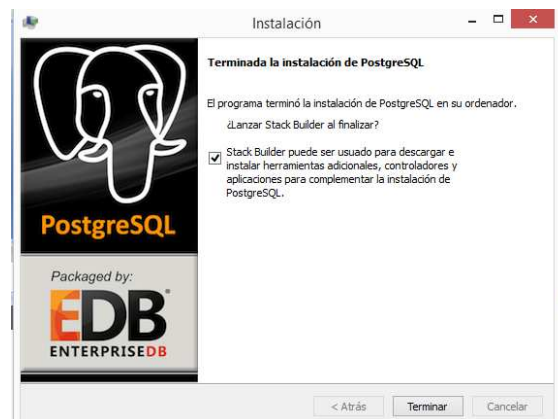 Instalación
Terminada la instalación de PostgreSQL
El programa terminó la instalación de PostgreSQL en su ordenador.
¿Lanzar Stack Builder al finalizar?
Stack Builder puede ser usado para descargar e
instalar herramientas adicionales, controladores y
aplicaciones para complementar la instalación de
PostgreSQL.
PostgreSQL
Packaged by:
EDB
ENTERPRISEDB
< Atrás
Terminar
Cancelar